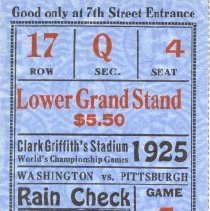 Good only at 7th Street Entrance
17 Q 4
ROW SEC. SEAT
Lower Grand Stand
$5.50
Clark Griffith's Stadium
World's Championship Games
1925
WASHINGTON vs. PITTSBURGH
Rain Check
GAME